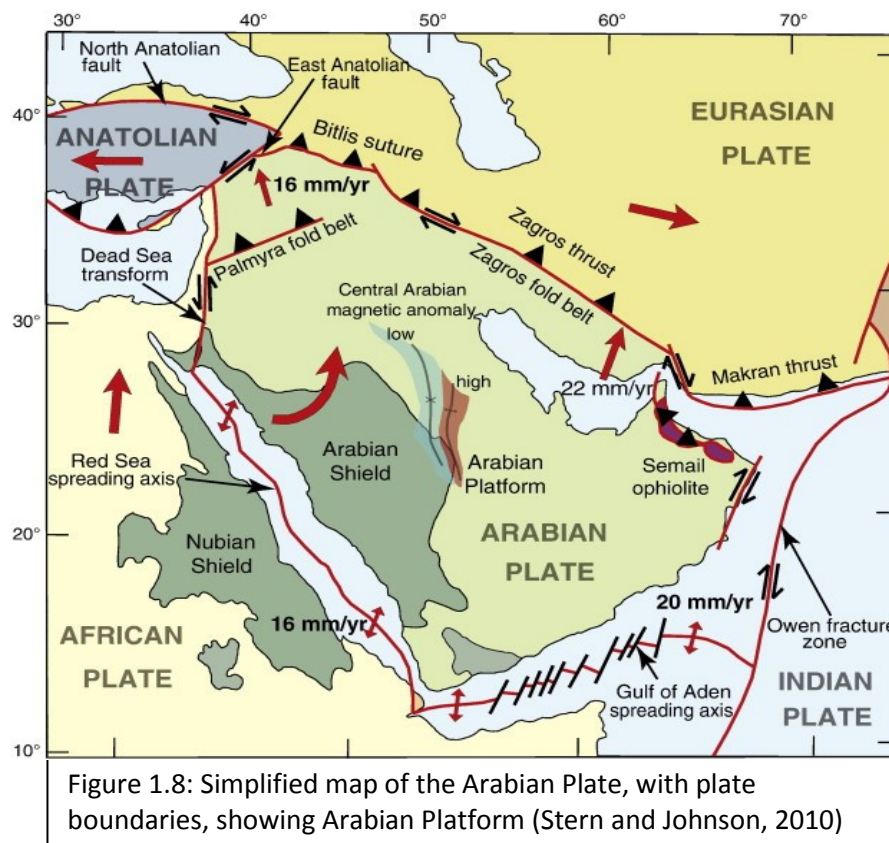 30°
40°
50°
60°
70°
North Anatolian
fault
East Anatolian
fault
40°
ANATOLIAN
PLATE
Bitlis suture
EURASIAN
PLATE
16 mm/yr
Zagros thrust
Zagros fold belt
Palmyra fold belt
Dead Sea
transform
Central Arabian
magnetic anomaly
low
high
30°
22 mm/yr
Makran thrust
Red Sea
spreading axis
Arabian
Shield
Arabian
Platform
Semail
ophiolite
20°
Nubian
Shield
ARABIAN
PLATE
AFRICAN
PLATE
16 mm/yr
20 mm/yr
Owen fracture
zone
Gulf of Aden
spreading axis
INDIAN
PLATE
10°
Figure 1.8: Simplified map of the Arabian Plate, with plate
boundaries, showing Arabian Platform (Stern and Johnson, 2010)